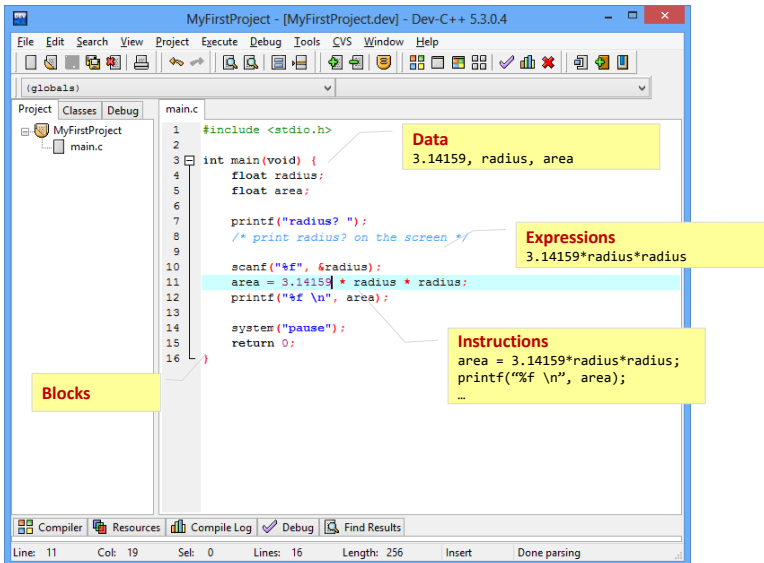 MyFirstProject - [MyFirstProject.dev] - Dev-C++ 5.3.0.4
File Edit Search View Project Execute Debug Tools CVS Window Help
(globals)
Project Classes Debug
MyFirstProject
main.c
main.c
1 #include <stdio.h>
2
3 int main(void) {
4 float radius;
5 float area;
6
7 printf("radius? ");
8 /* print radius? on the screen */
9
10 scanf("%f", &radius);
11 area = 3.14159 * radius * radius;
12 printf("%f \n", area);
13
14 system("pause");
15 return 0;
16 }
Data
3.14159, radius, area
Expressions
3.14159*radius*radius
Instructions
area = 3.14159*radius*radius;
printf(“%f \n”, area);
…
Blocks
Compiler Resources Compile Log Debug Find Results
Line: 11 Col: 19 Sel: 0 Lines: 16 Length: 256 Insert Done parsing